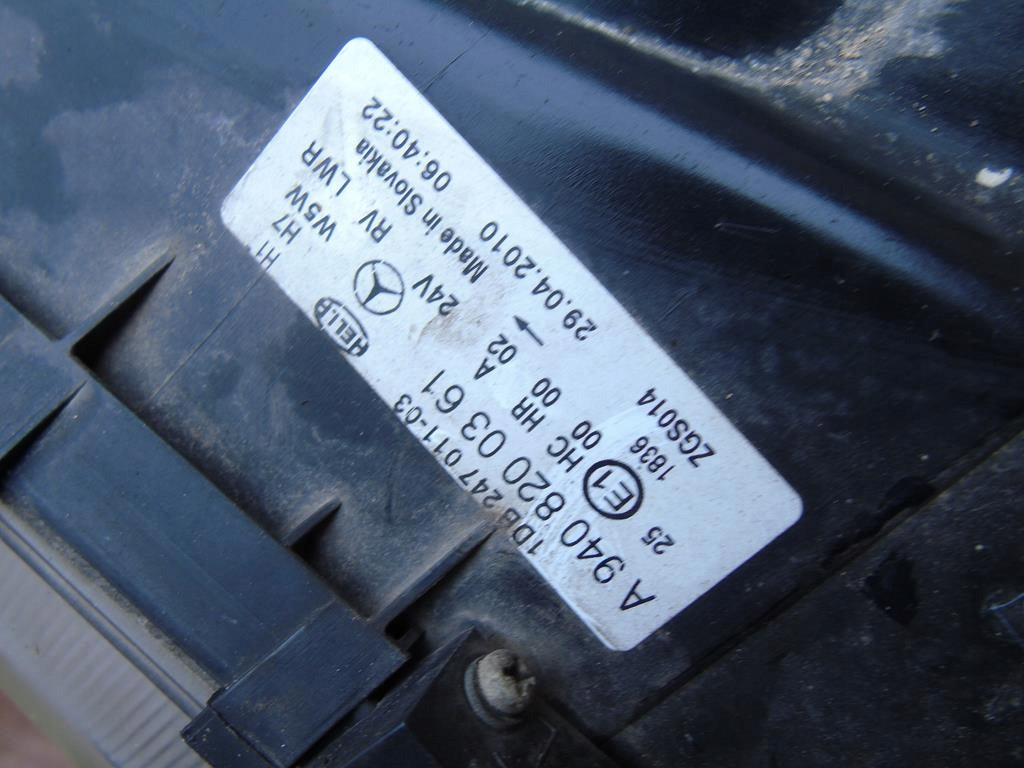 1DB 247 011-03 HELLA H1
A 940 820 03 61 H7
W5W
24V RV LWR
25 E1 HC HR A
00 00 02 Made in Slovakia
1836
ZGS014 29.04.2010 06:40:22